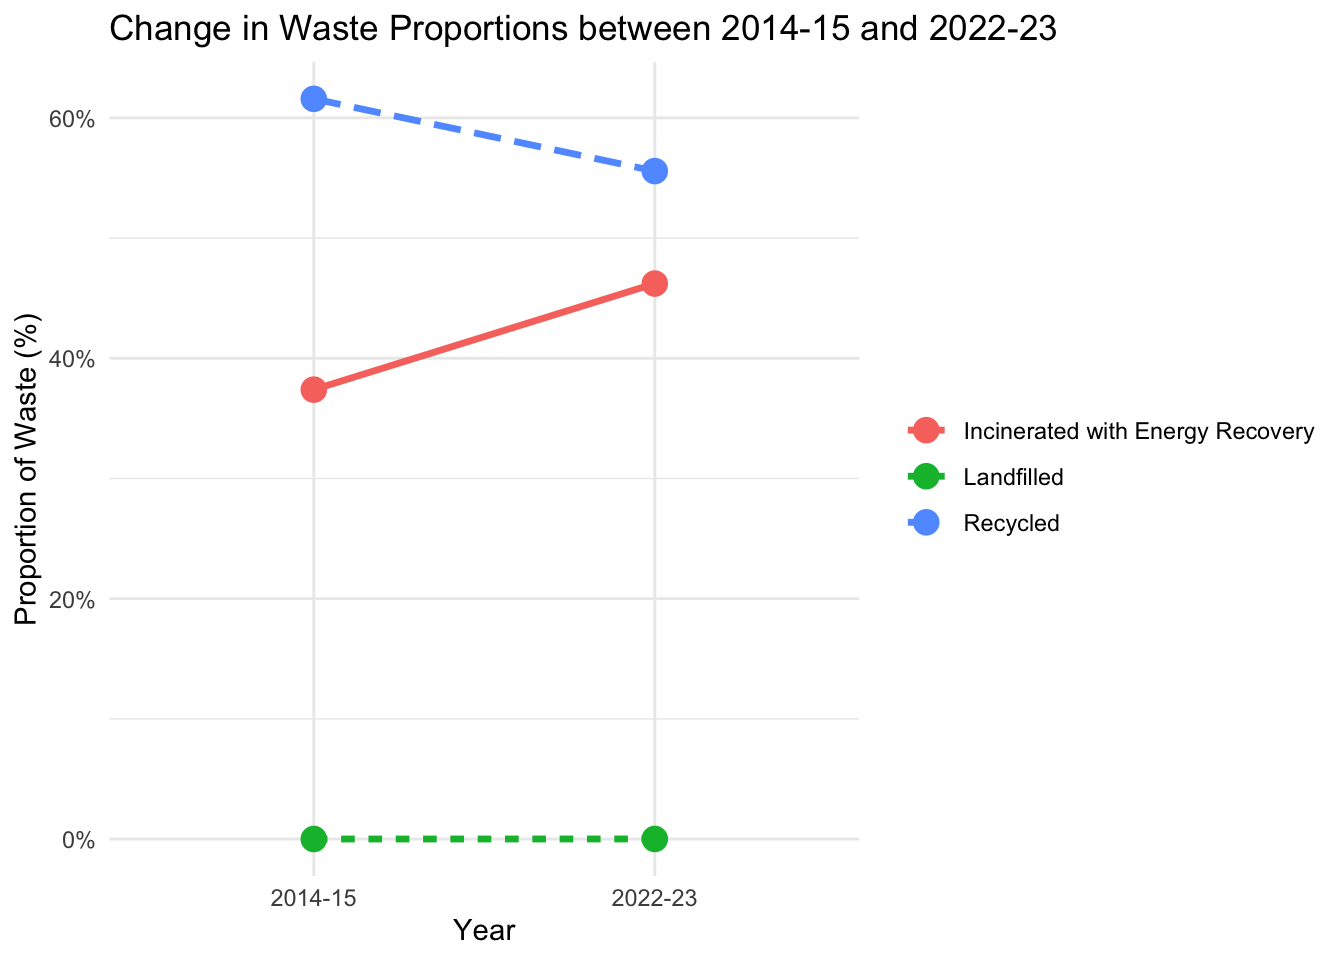 Change in Waste Proportions between 2014-15 and 2022-23
Proportion of Waste (%)
60%
40%
20%
0%
2014-15
2022-23
Year
Incinerated with Energy Recovery
Landfilled
Recycled